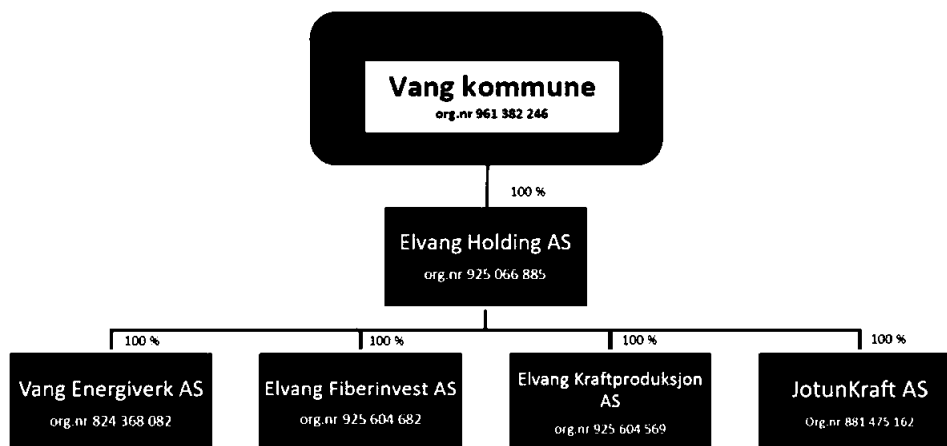 Vang kommune
org.nr 961 382 246
100 %
Elvang Holding AS
org.nr 925 066 885
100 %
100 %
100 %
100 %
Vang Energiverk AS
org.nr 824 368 082
Elvang Fiberinvest AS
org.nr 925 604 682
Elvang Kraftproduksjon
AS
org.nr 925 604 569
JotunKraft AS
Org.nr 881 475 162